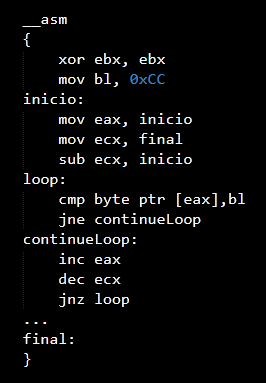 __asm
{
xor ebx, ebx
mov bl, 0xCC
inicio:
mov eax, inicio
mov ecx, final
sub ecx, inicio
loop:
cmp byte ptr [eax],bl
jne continueLoop
continueLoop:
inc eax
dec ecx
jnz loop
...
final:
}